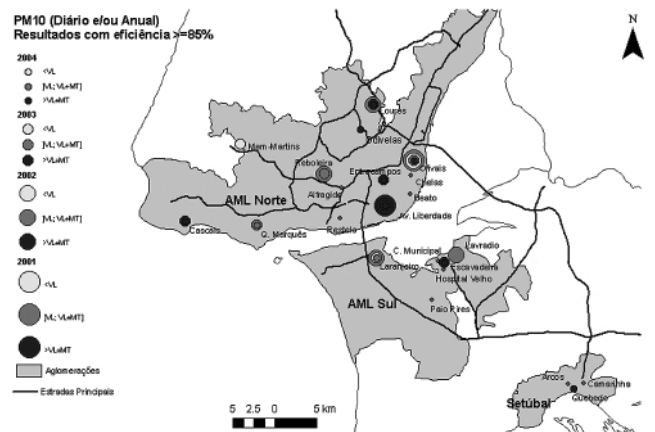 PM10 (Diário e/ou Anual)
Resultados com eficiência >=85%
2004
<VL
[VL; VL+MT]
>VL+MT
2003
<VL
[VL; VL+MT]
>VL+MT
2002
<VL
[VL; VL+MT]
>VL+MT
2001
<VL
[VL; VL+MT]
>VL+MT
Aglomerações
Estradas Principais
N
Loures
Odivelas
Mem-Martins
Reboleira
Entrecampos
Olivais
Chelas
Alfragide
Beato
AML Norte
Av. Liberdade
Cascais
Q. Marquês
Restelo
C. Municipal
Lavradio
Laranjeiro
Escavadeira
Hospital Velho
AML Sul
Paio Pires
Arcos
Camarinha
Quebedo
Setúbal
5 2.5 0 5 km